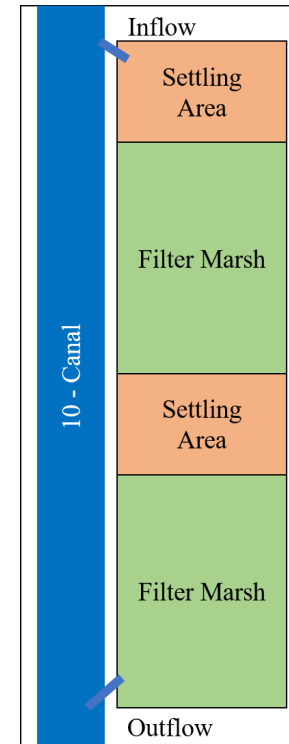 Inflow
Settling
Area
Filter Marsh
10 - Canal
Settling
Area
Filter Marsh
Outflow